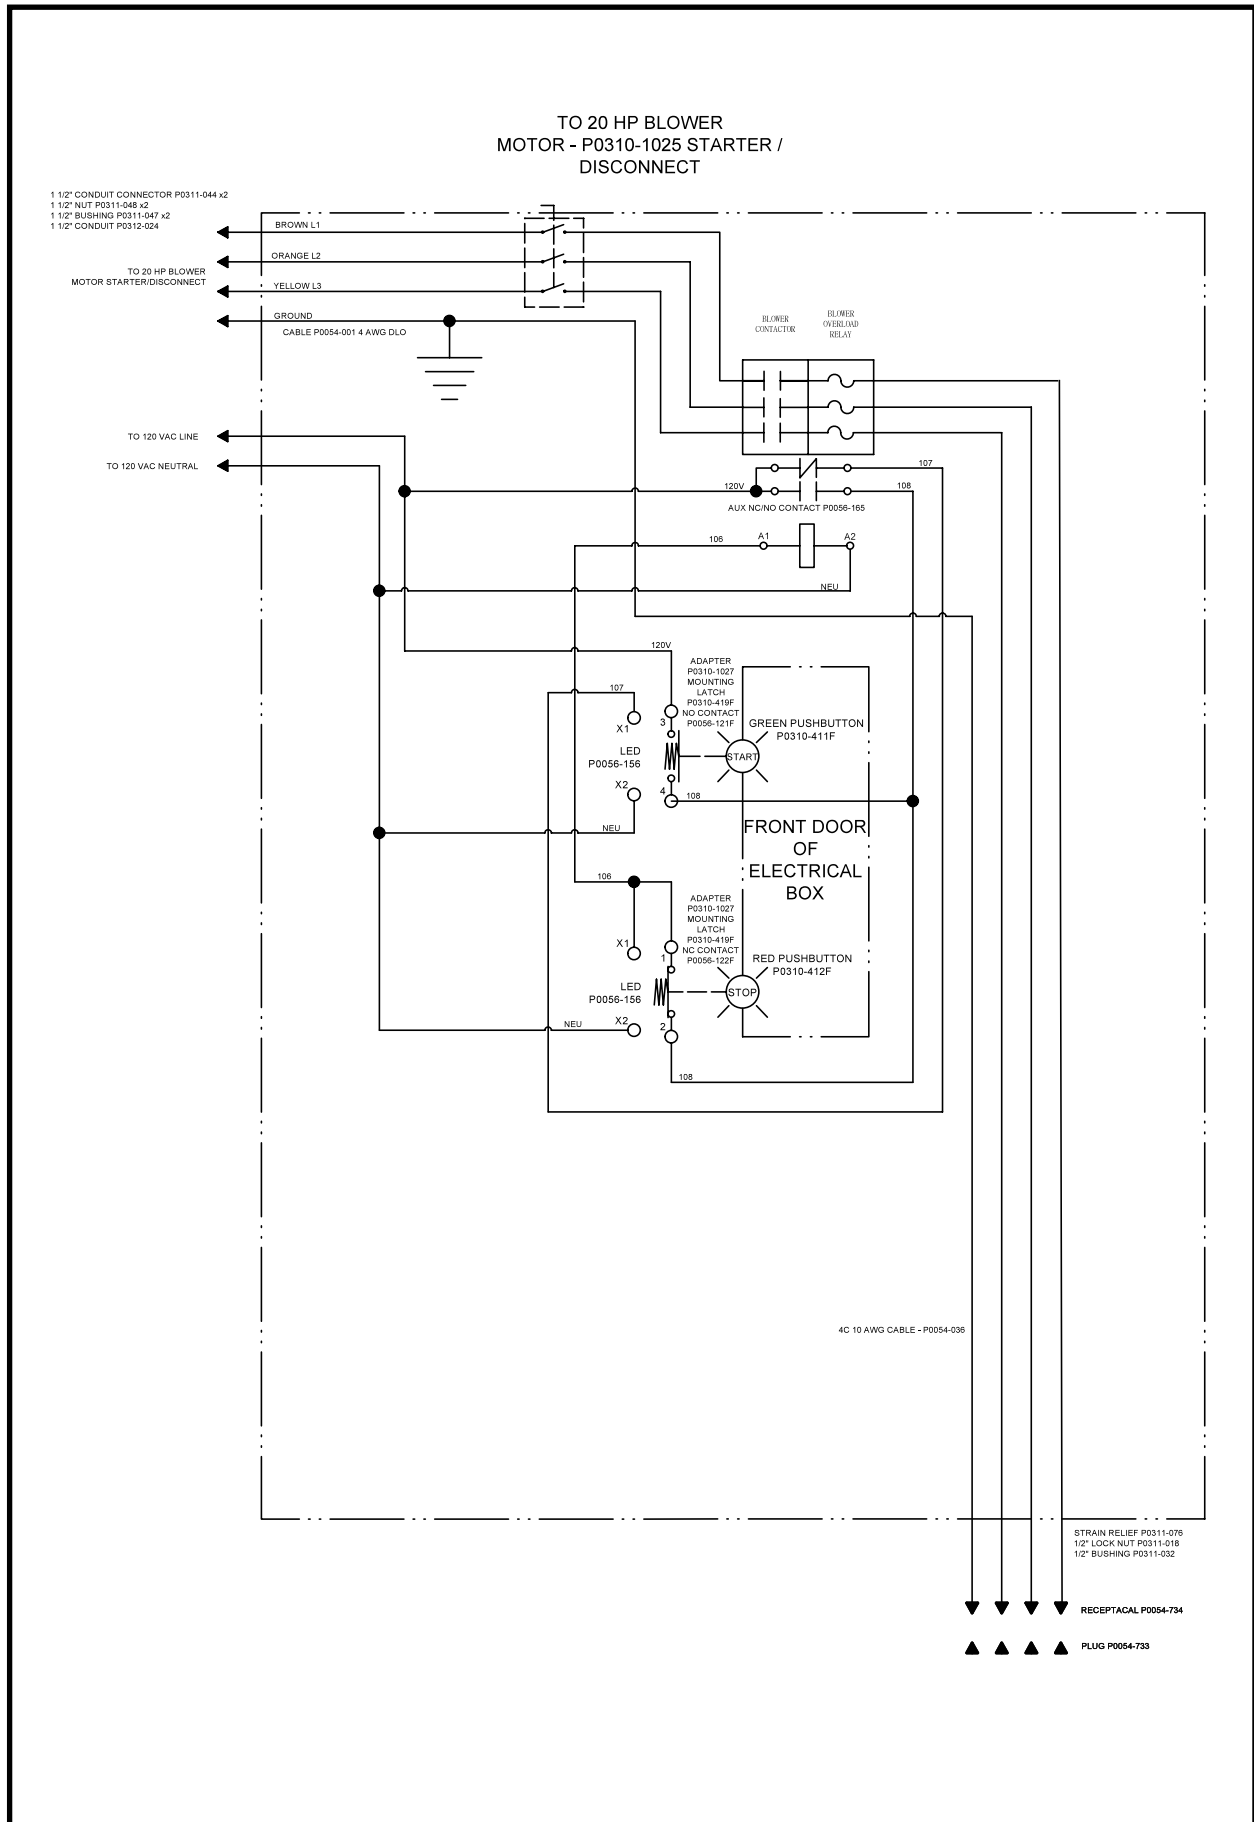 TO 20 HP BLOWER
MOTOR - P0310-1025 STARTER /
DISCONNECT
1 1/2" CONDUIT CONNECTOR P0311-044 x2
1 1/2" NUT P0311-048 x2
1 1/2" BUSHING P0311-047 x2
1 1/2" CONDUIT P0312-024
BROWN L1
ORANGE L2
TO 20 HP BLOWER
MOTOR STARTER/DISCONNECT
YELLOW L3
GROUND
CABLE P0054-001 4 AWG DLO
BLOWER
CONTACTOR
BLOWER
OVERLOAD
RELAY
TO 120 VAC LINE
TO 120 VAC NEUTRAL
107
120V
108
AUX NC/NO CONTACT P0056-165
106
A1
A2
NEU
120V
ADAPTER
P0310-1027
MOUNTING
LATCH
P0310-419F
NO CONTACT
P0056-121F
107
X1
3
GREEN PUSHBUTTON
P0310-411F
LED
P0056-156
START
X2
4
108
NEU
FRONT DOOR
OF
ELECTRICAL
BOX
106
ADAPTER
P0310-1027
MOUNTING
LATCH
P0310-419F
NC CONTACT
P0056-122F
X1
1
RED PUSHBUTTON
P0310-412F
LED
P0056-156
STOP
NEU
X2
2
108
4C 10 AWG CABLE - P0054-036
STRAIN RELIEF P0311-076
1/2" LOCK NUT P0311-018
1/2" BUSHING P0311-032
RECEPTACAL P0054-734
PLUG P0054-733